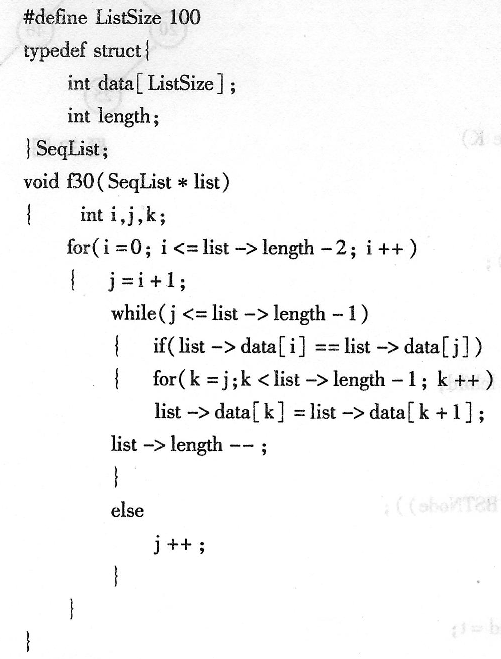 #define ListSize 100
typedef struct{
int data[ListSize];
int length;
}SeqList;
void f30(SeqList * list)
{ int i,j,k;
for(i=0; i<=list->length-2; i++)
{ j=i+1;
while(j<=list->length-1)
{ if(list->data[i]==list->data[j])
{ for(k=j;k<list->length-1; k++)
list->data[k]=list->data[k+1];
list->length--;
}
else
j++;
}
}
}